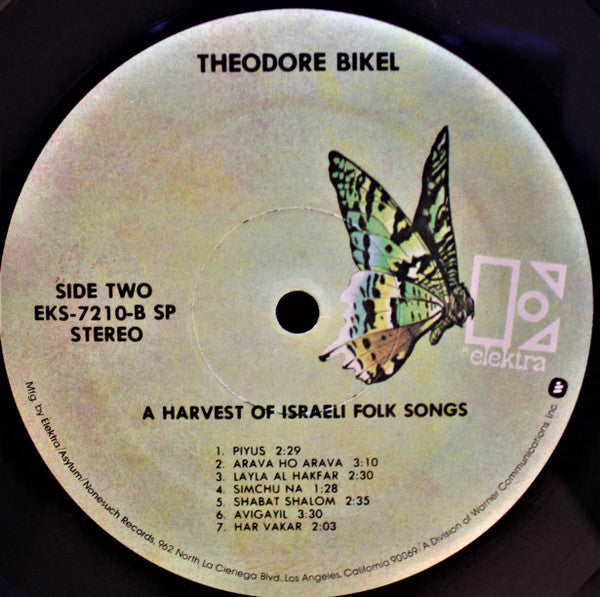 THEODORE BIKEL
SIDE TWO
EKS-7210-B SP
STEREO
elektra
A HARVEST OF ISRAELI FOLK SONGS
1. PIYUS 2:29
2. ARAVA HO ARAVA 3:10
3. LAYLA AL HAKFAR 2:30
4. SIMCHU NA 1:28
5. SHABAT SHALOM 2:35
6. AVIGAYIL 3:30
7. HAR VAKAR 2:03
Mfg. by Elektra/Asylum/Nonesuch Records, 962 North La Cienega Blvd., Los Angeles, California 90069/A Division of Warner Communications Inc.